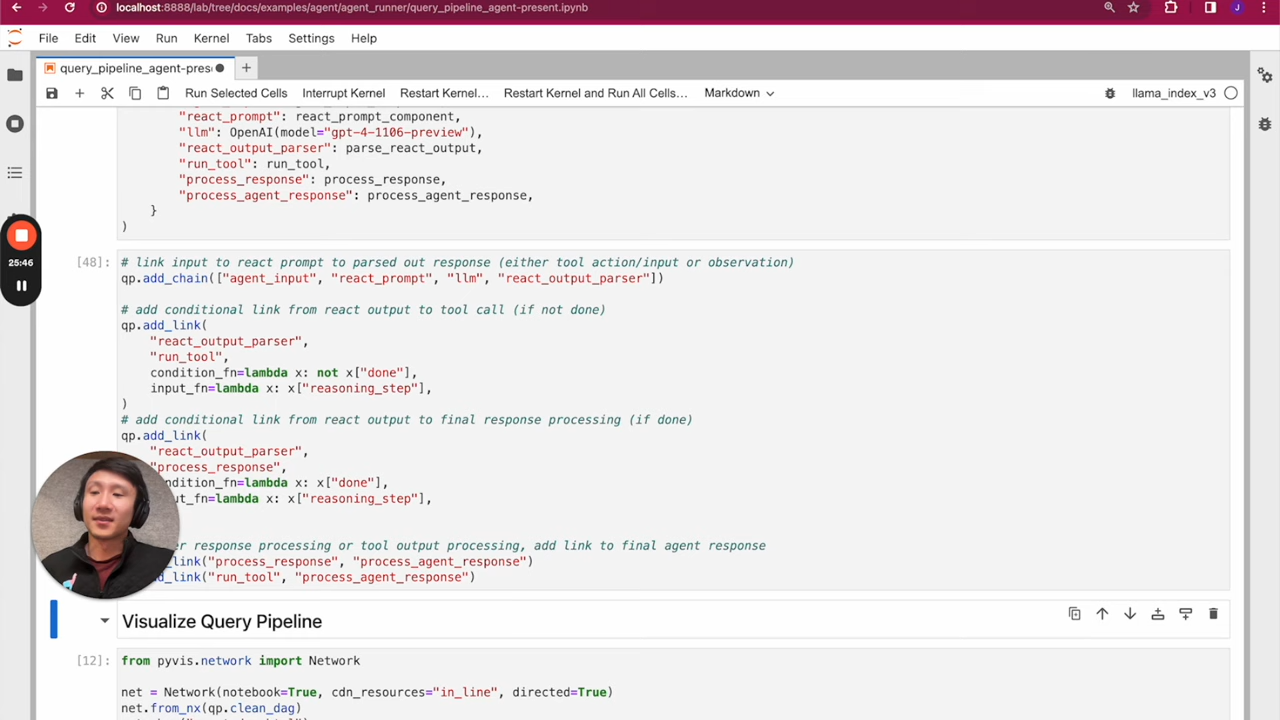 localhost:8888/lab/tree/docs/examples/agent/agent_runner/query_pipeline_agent-present.ipynb
J
File Edit View Run Kernel Tabs Settings Help
query_pipeline_agent-pres
Run Selected Cells Interrupt Kernel Restart Kernel… Restart Kernel and Run All Cells… Markdown llama_index_v3
"react_prompt": react_prompt_component,
"llm": OpenAI(model="gpt-4-1106-preview"),
"react_output_parser": parse_react_output,
"run_tool": run_tool,
"process_response": process_response,
"process_agent_response": process_agent_response,
}
)
25:46
[48]:
# link input to react prompt to parsed out response (either tool action/input or observation)
qp.add_chain(["agent_input", "react_prompt", "llm", "react_output_parser"])
# add conditional link from react output to tool call (if not done)
qp.add_link(
"react_output_parser",
"run_tool",
condition_fn=lambda x: not x["done"],
input_fn=lambda x: x["reasoning_step"],
)
# add conditional link from react output to final response processing (if done)
qp.add_link(
"react_output_parser",
"process_response",
ndition_fn=lambda x: x["done"],
ut_fn=lambda x: x["reasoning_step"],
er response processing or tool output processing, add link to final agent response
_link("process_response", "process_agent_response")
d_link("run_tool", "process_agent_response")
Visualize Query Pipeline
[12]:
from pyvis.network import Network
net = Network(notebook=True, cdn_resources="in_line", directed=True)
net.from_nx(qp.clean_dag)